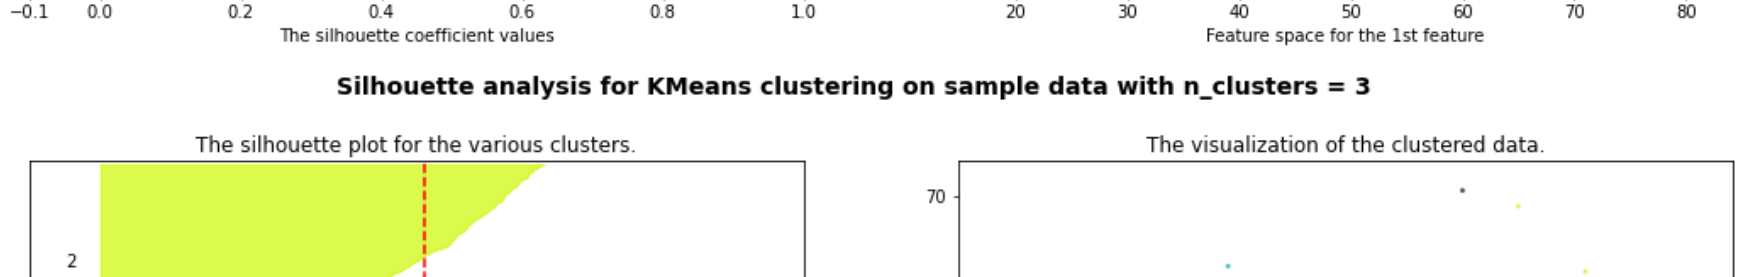 −0.1 0.0 0.2 0.4 0.6 0.8 1.0 20 30 40 50 60 70 80
The silhouette coefficient values Feature space for the 1st feature
Silhouette analysis for KMeans clustering on sample data with n_clusters = 3
The silhouette plot for the various clusters. The visualization of the clustered data.
70
2